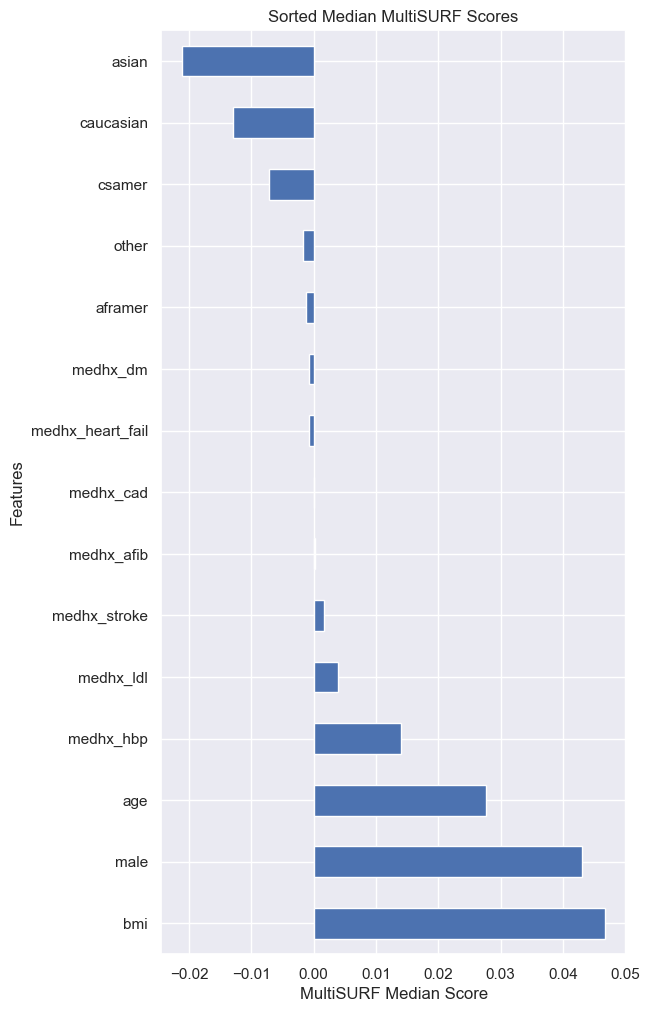 Sorted Median MultiSURF Scores
asian
caucasian
csamer
other
aframer
medhx_dm
medhx_heart_fail
medhx_cad
medhx_afib
medhx_stroke
medhx_ldl
medhx_hbp
age
male
bmi
Features
−0.02 −0.01 0.00 0.01 0.02 0.03 0.04 0.05
MultiSURF Median Score